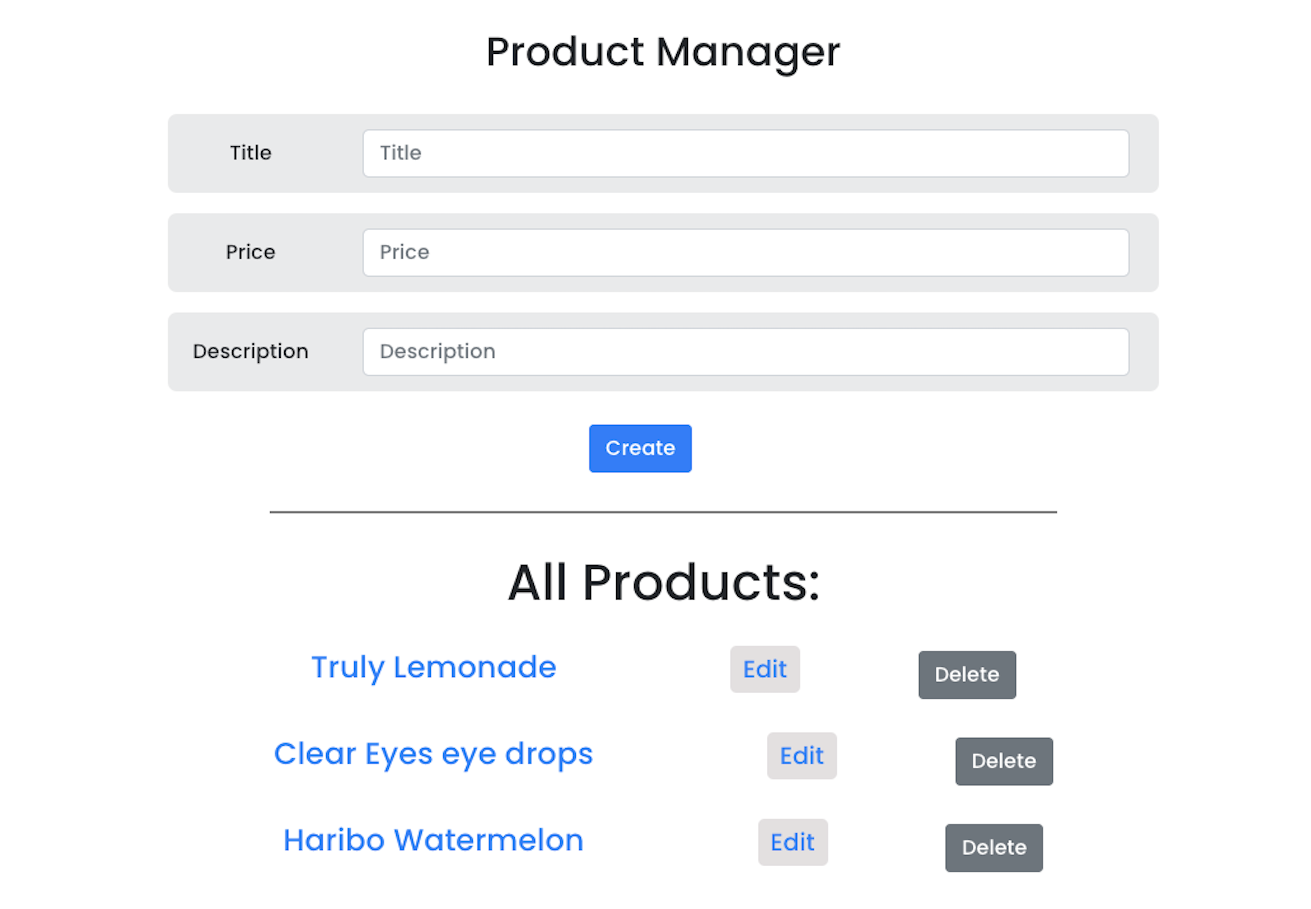 Product Manager
Title Title
Price Price
Description Description
Create
All Products:
Truly Lemonade Edit Delete
Clear Eyes eye drops Edit Delete
Haribo Watermelon Edit Delete